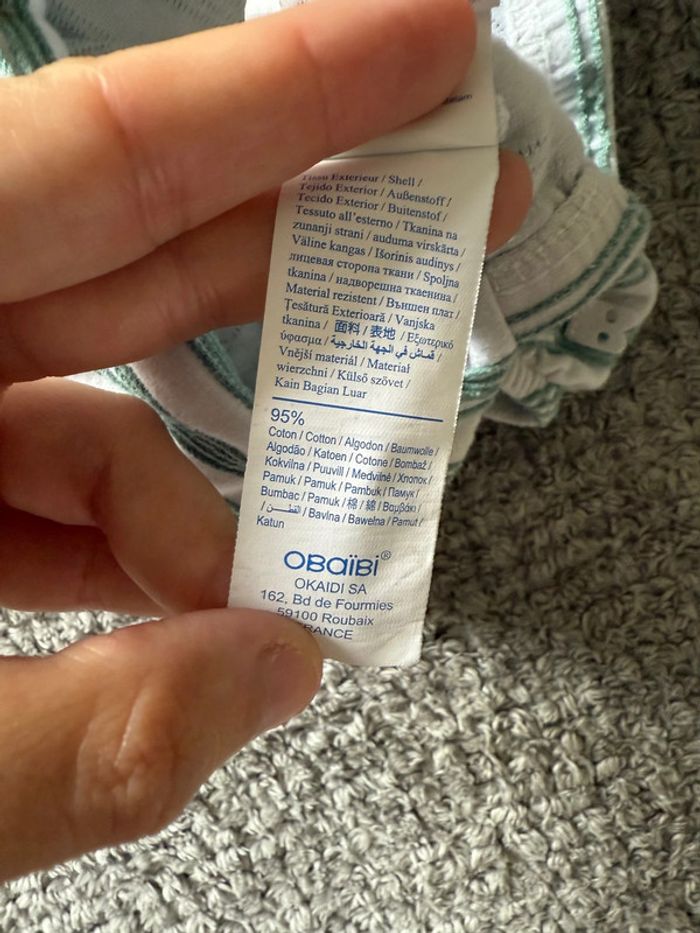 Tissu Exterieur / Shell /
Tejido Exterior / Außenstoff /
Tecido Exterior / Buitenstof /
Tessuto all'esterno / Tkanina na
zunanji strani / auduma virskārta /
Väline kangas / Išorinis audinys /
лицевая сторона ткани / Spoljna
tkanina / надворешна ткаенина /
Material rezistent / Външен плат /
Țesătură Exterioară / Vanjska
tkanina / 面料 / 表地 / Εξωτερικό
ύφασμα / قماش في الجهة الخارجية /
Vnější materiál / Materiał
wierzchni / Külső szövet /
Kain Bagian Luar
95%
Coton / Cotton / Algodon / Baumwolle /
Algodão / Katoen / Cotone / Bombaž /
Kokvilna / Puuvill / Medvilnė / Хлопок /
Pamuk / Pamuk / Pambuk / Памук /
Bumbac / Pamuk / 棉 / 綿 / Βαμβάκι /
القطن / Bavlna / Bawełna / Pamut /
Katun
OBaïBi®
OKAIDI SA
162, Bd de Fourmies
59100 Roubaix
FRANCE